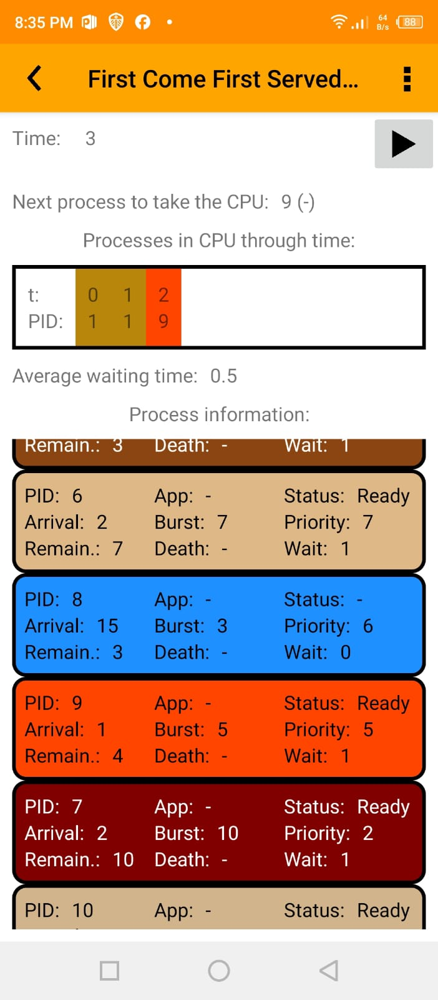 8:35 PM 64 B/s 88
First Come First Served...
Time: 3
Next process to take the CPU: 9 (-)
Processes in CPU through time:
t: 0 1 2
PID: 1 1 9
Average waiting time: 0.5
Process information:
Remain.: 3 Death: - Wait: 1
PID: 6 App: - Status: Ready
Arrival: 2 Burst: 7 Priority: 7
Remain.: 7 Death: - Wait: 1
PID: 8 App: - Status: -
Arrival: 15 Burst: 3 Priority: 6
Remain.: 3 Death: - Wait: 0
PID: 9 App: - Status: Ready
Arrival: 1 Burst: 5 Priority: 5
Remain.: 4 Death: - Wait: 1
PID: 7 App: - Status: Ready
Arrival: 2 Burst: 10 Priority: 2
Remain.: 10 Death: - Wait: 1
PID: 10 App: - Status: Ready